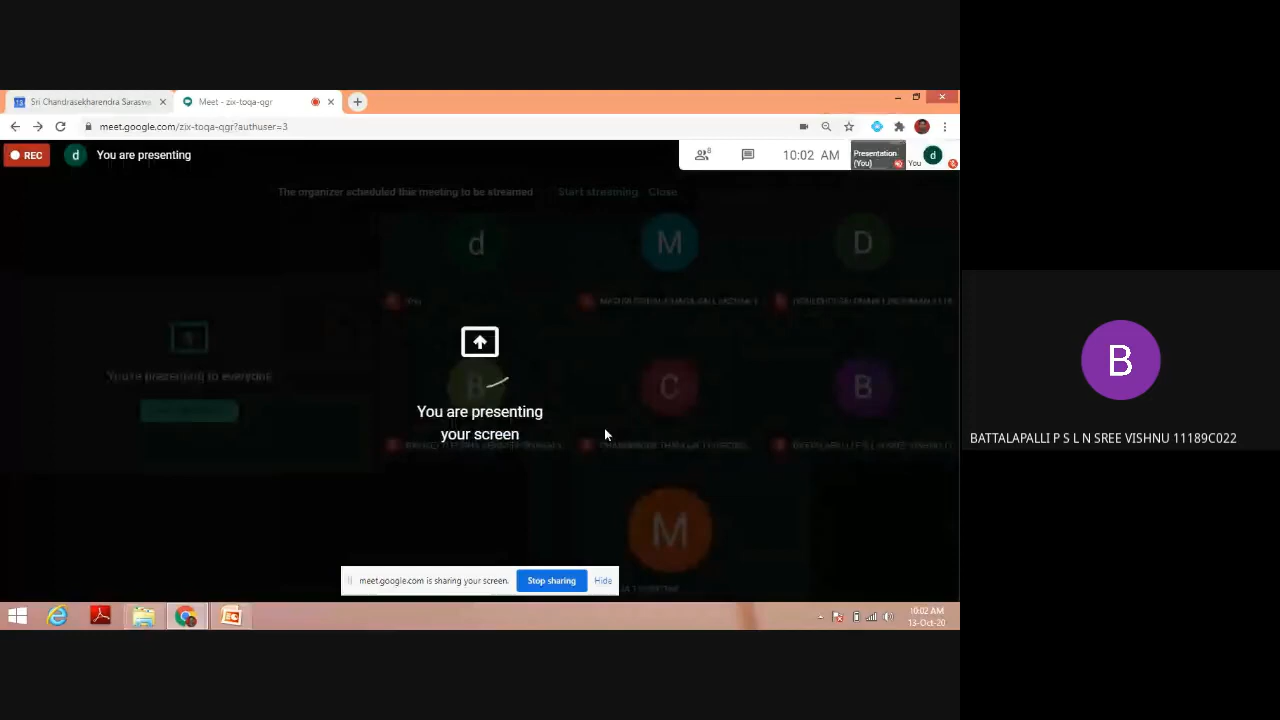 Sri Chandrasekharendra Saraswa
Meet - zix-toqa-qgr
meet.google.com/zix-toqa-qgr?authuser=3
REC
d
You are presenting
8
10:02 AM
Presentation
(You)
You
d
The organizer scheduled this meeting to be streamed
Start streaming
Close
d
M
D
You
You're presenting to everyone
B
C
B
You are presenting
your screen
M
meet.google.com is sharing your screen.
Stop sharing
Hide
10:02 AM
13-Oct-20
B
BATTALAPALLI P S L N SREE VISHNU 11189C022